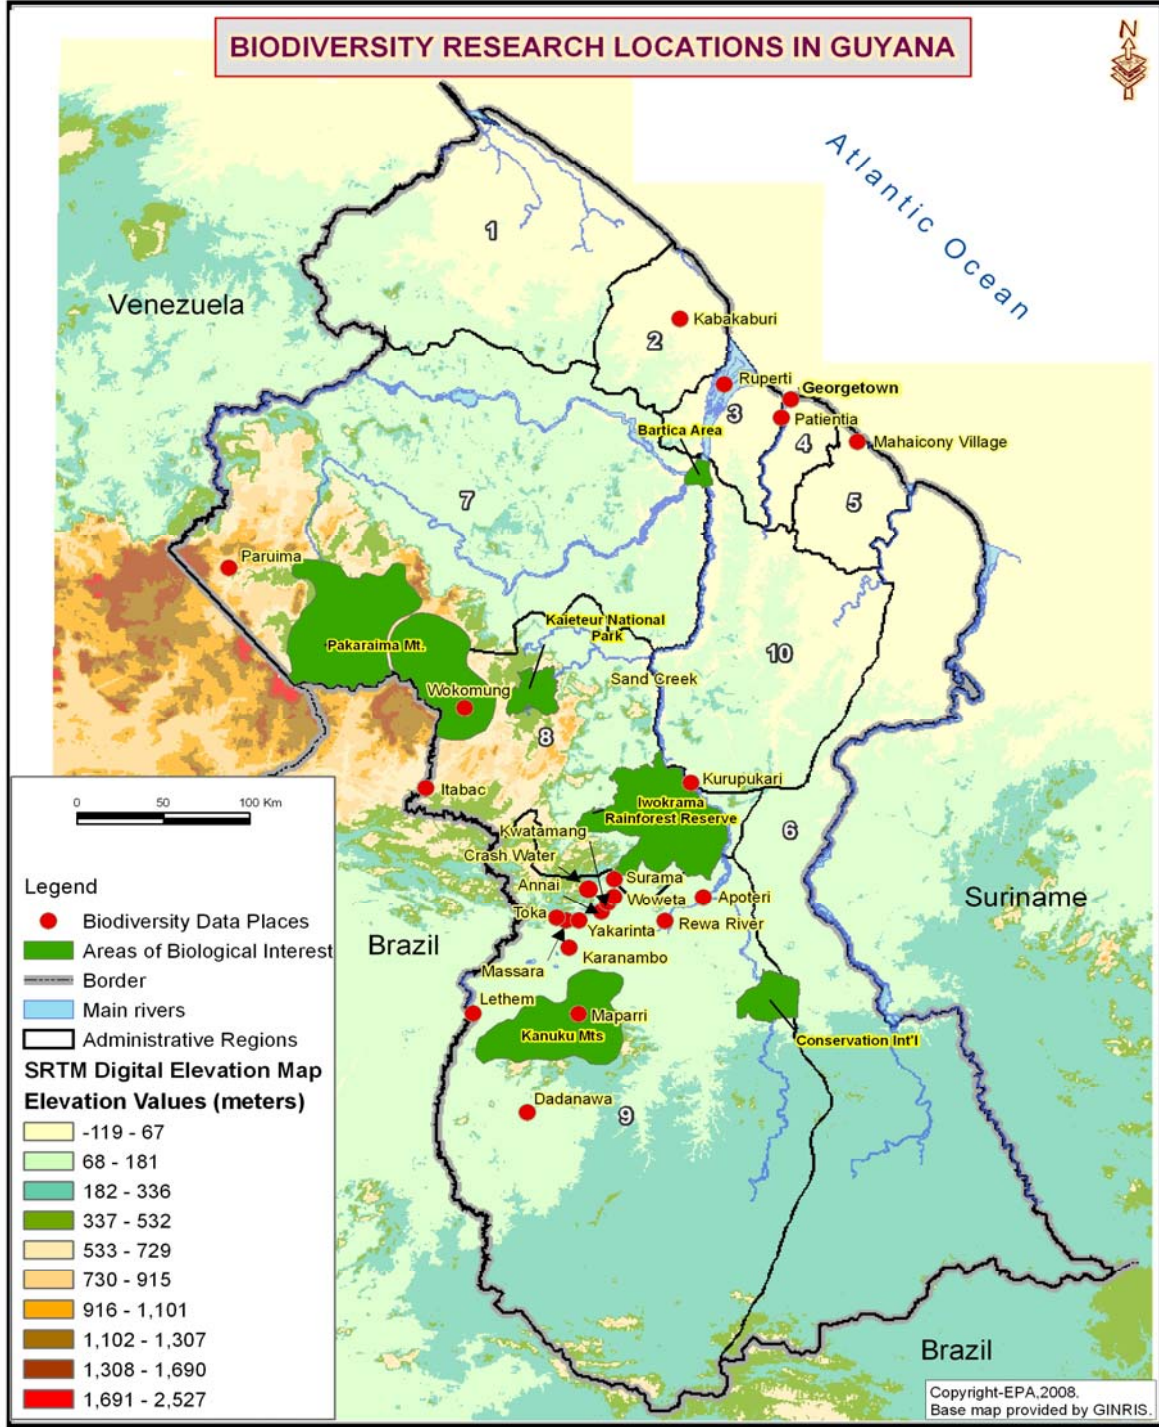 BIODIVERSITY RESEARCH LOCATIONS IN GUYANA
N
Atlantic Ocean
1
Venezuela
Kabakaburi
2
Ruperti
Georgetown
3
Patientia
Bartica Area
4
Mahaicony Village
7
5
Paruima
Kaieteur National
Park
Pakaraima Mt.
10
Sand Creek
Wokomung
8
Kurupukari
Itabac
Iwokrama
Rainforest Reserve
6
Kwatamang
Crash Water
Surama
Annai
Woweta
Apoteri
Suriname
Toka
Rewa River
Yakarinta
Brazil
Karanambo
Massara
Lethem
Maparri
Kanuku Mts
Conservation Int'l
Dadanawa
9
Brazil
0 50 100 Km
Legend
Biodiversity Data Places
Areas of Biological Interest
Border
Main rivers
Administrative Regions
SRTM Digital Elevation Map
Elevation Values (meters)
-119 - 67
68 - 181
182 - 336
337 - 532
533 - 729
730 - 915
916 - 1,101
1,102 - 1,307
1,308 - 1,690
1,691 - 2,527
Copyright-EPA,2008.
Base map provided by GINRIS.